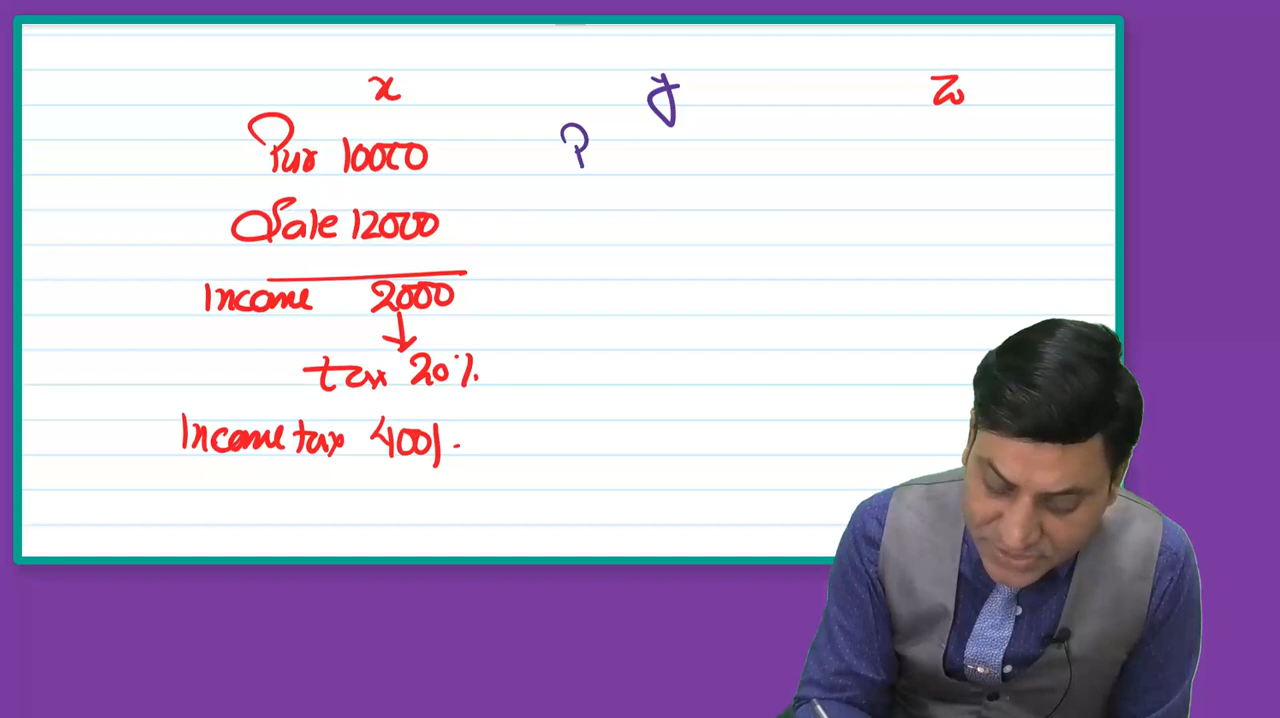 x y z
Pur 10000 P
Sale 12000
Income 2000
tax 20%.
Income tax 400/-